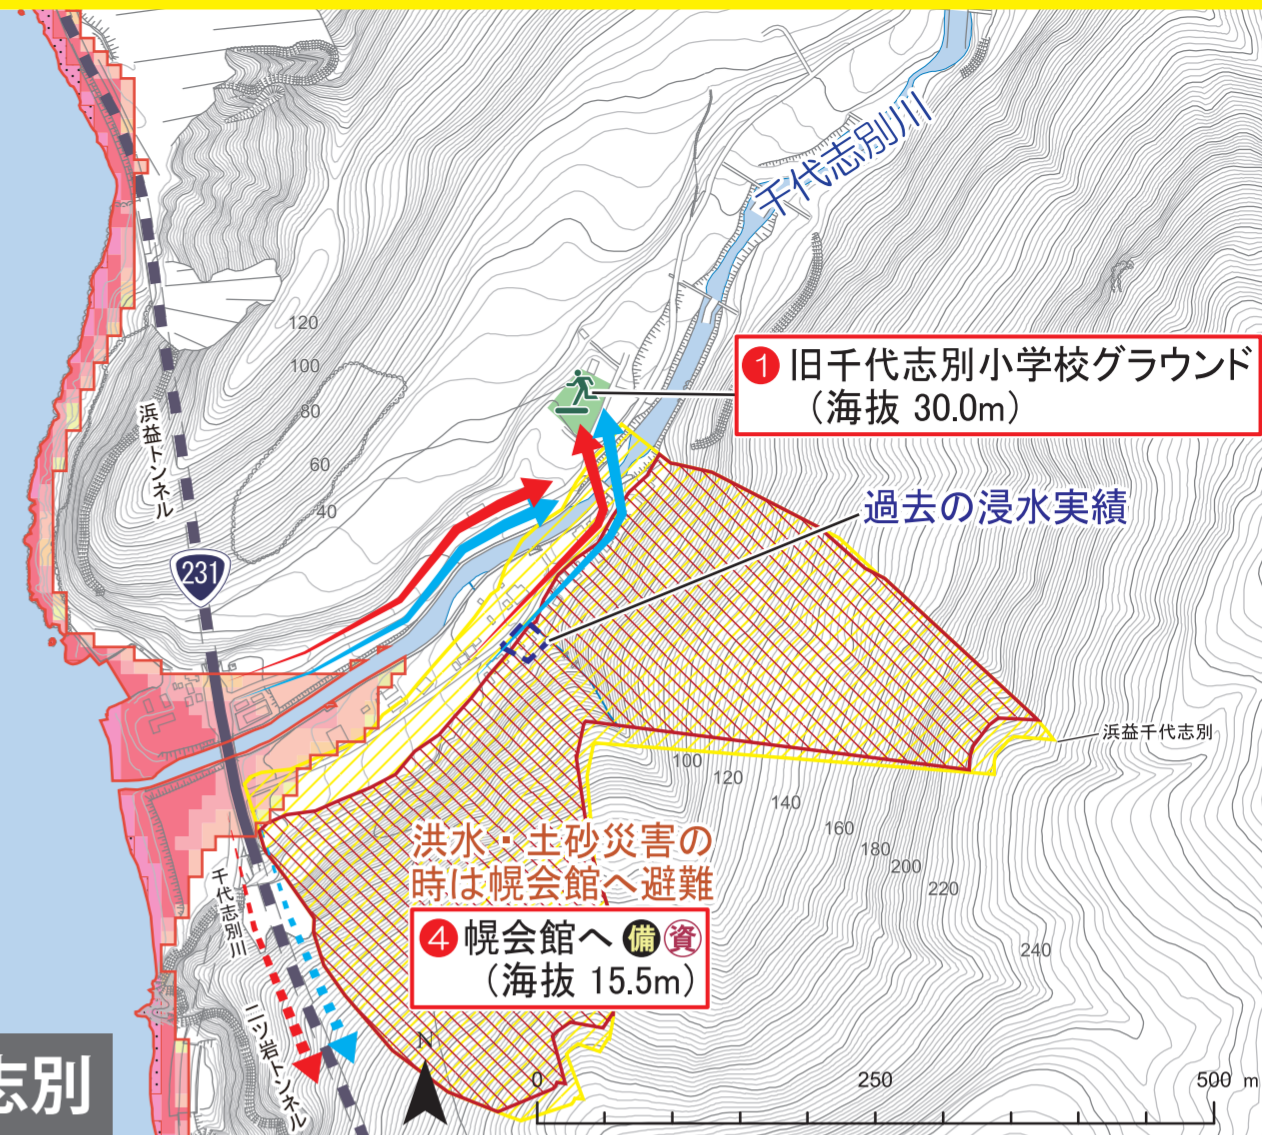 千代志別川
120
100
80
60
40
浜益トンネル
231
❶ 旧千代志別小学校グラウンド
（海抜 30.0m）
過去の浸水実績
浜益千代志別
100
120
140
160
180
200
220
240
洪水・土砂災害の
時は幌会館へ避難
❹ 幌会館へ 備 資
（海抜 15.5m）
千代志別川
二ツ岩トンネル
N
0 250 500 m
志別